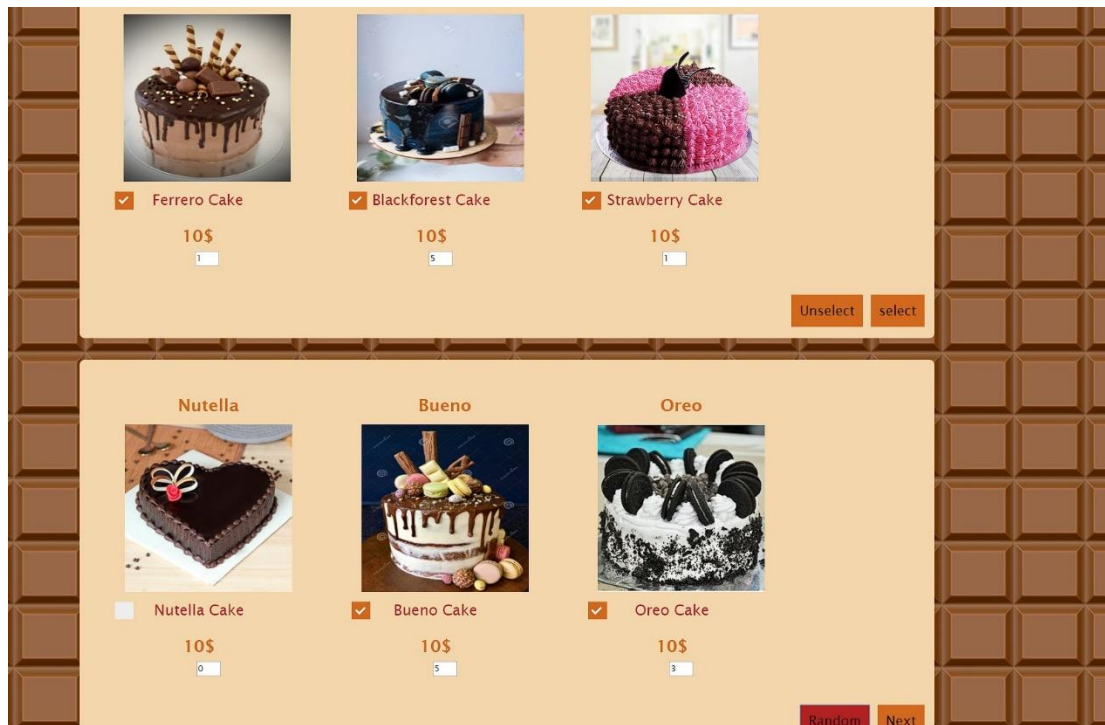 Ferrero Cake Blackforest Cake Strawberry Cake
10$ 10$ 10$
1 5 1
Unselect select
Nutella Bueno Oreo
Nutella Cake Bueno Cake Oreo Cake
10$ 10$ 10$
0 5 3
Random Next